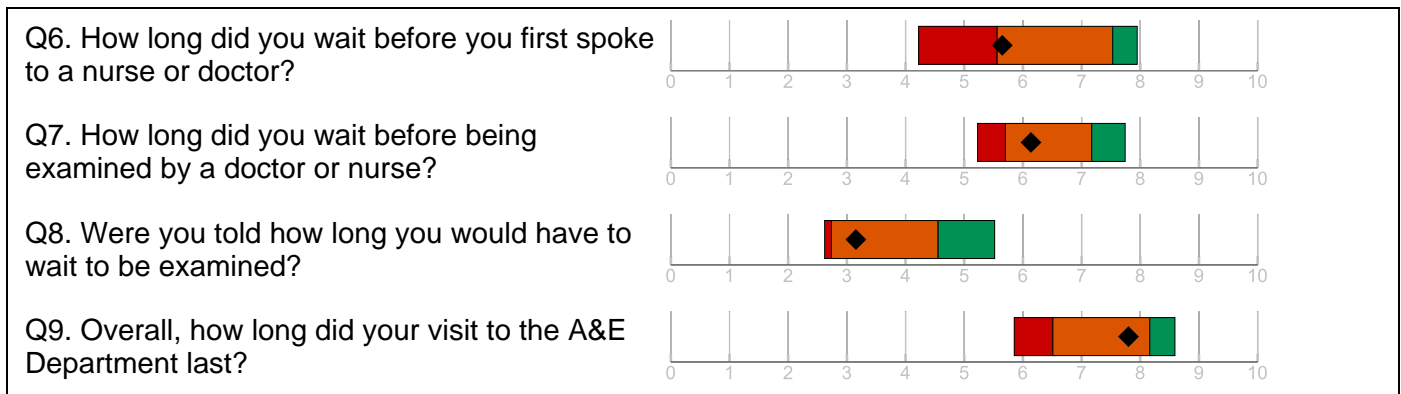 Q6. How long did you wait before you first spoke
to a nurse or doctor?
0 1 2 3 4 5 6 7 8 9 10
Q7. How long did you wait before being
examined by a doctor or nurse?
0 1 2 3 4 5 6 7 8 9 10
Q8. Were you told how long you would have to
wait to be examined?
0 1 2 3 4 5 6 7 8 9 10
Q9. Overall, how long did your visit to the A&E
Department last?
0 1 2 3 4 5 6 7 8 9 10